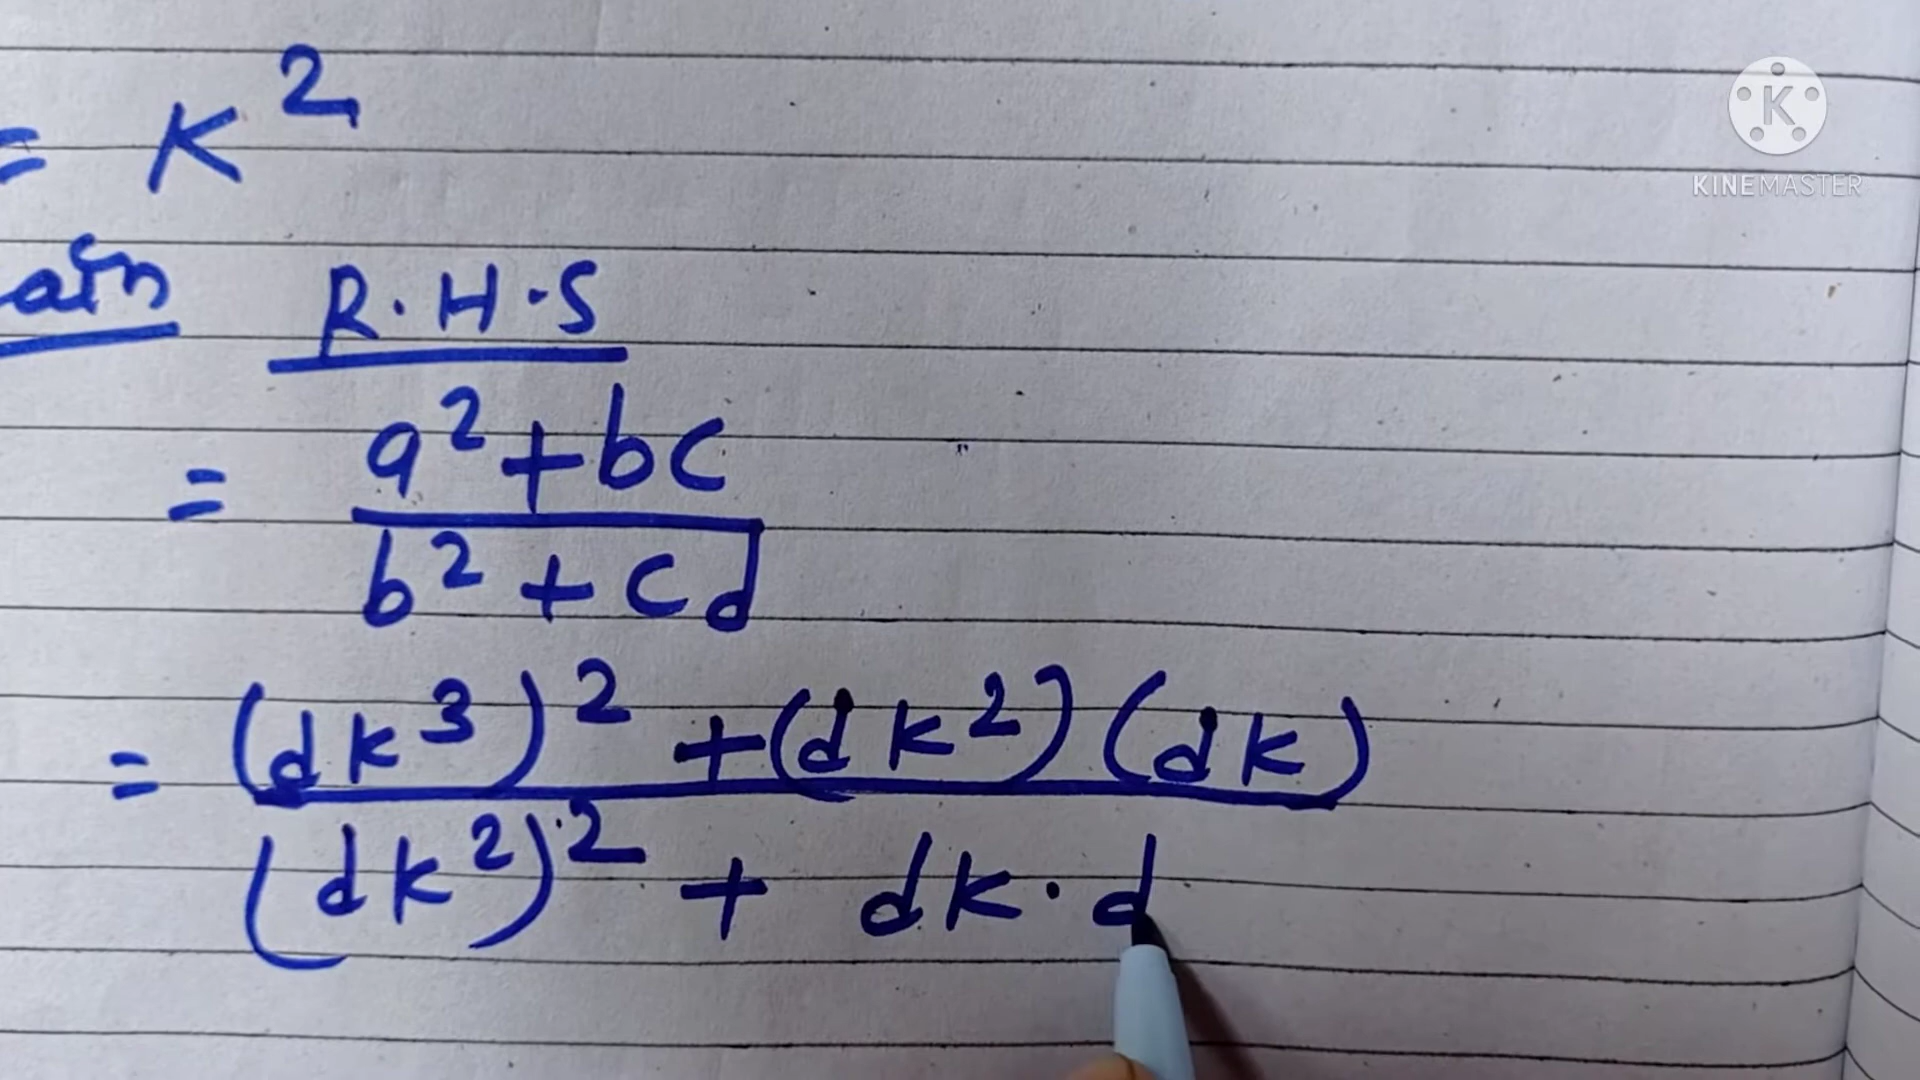 = K²
R.H.S
= a² + bc / b² + cd
= (dk³)² + (dk²)(dk) / (dk²)² + dk·d
K
KINEMASTER